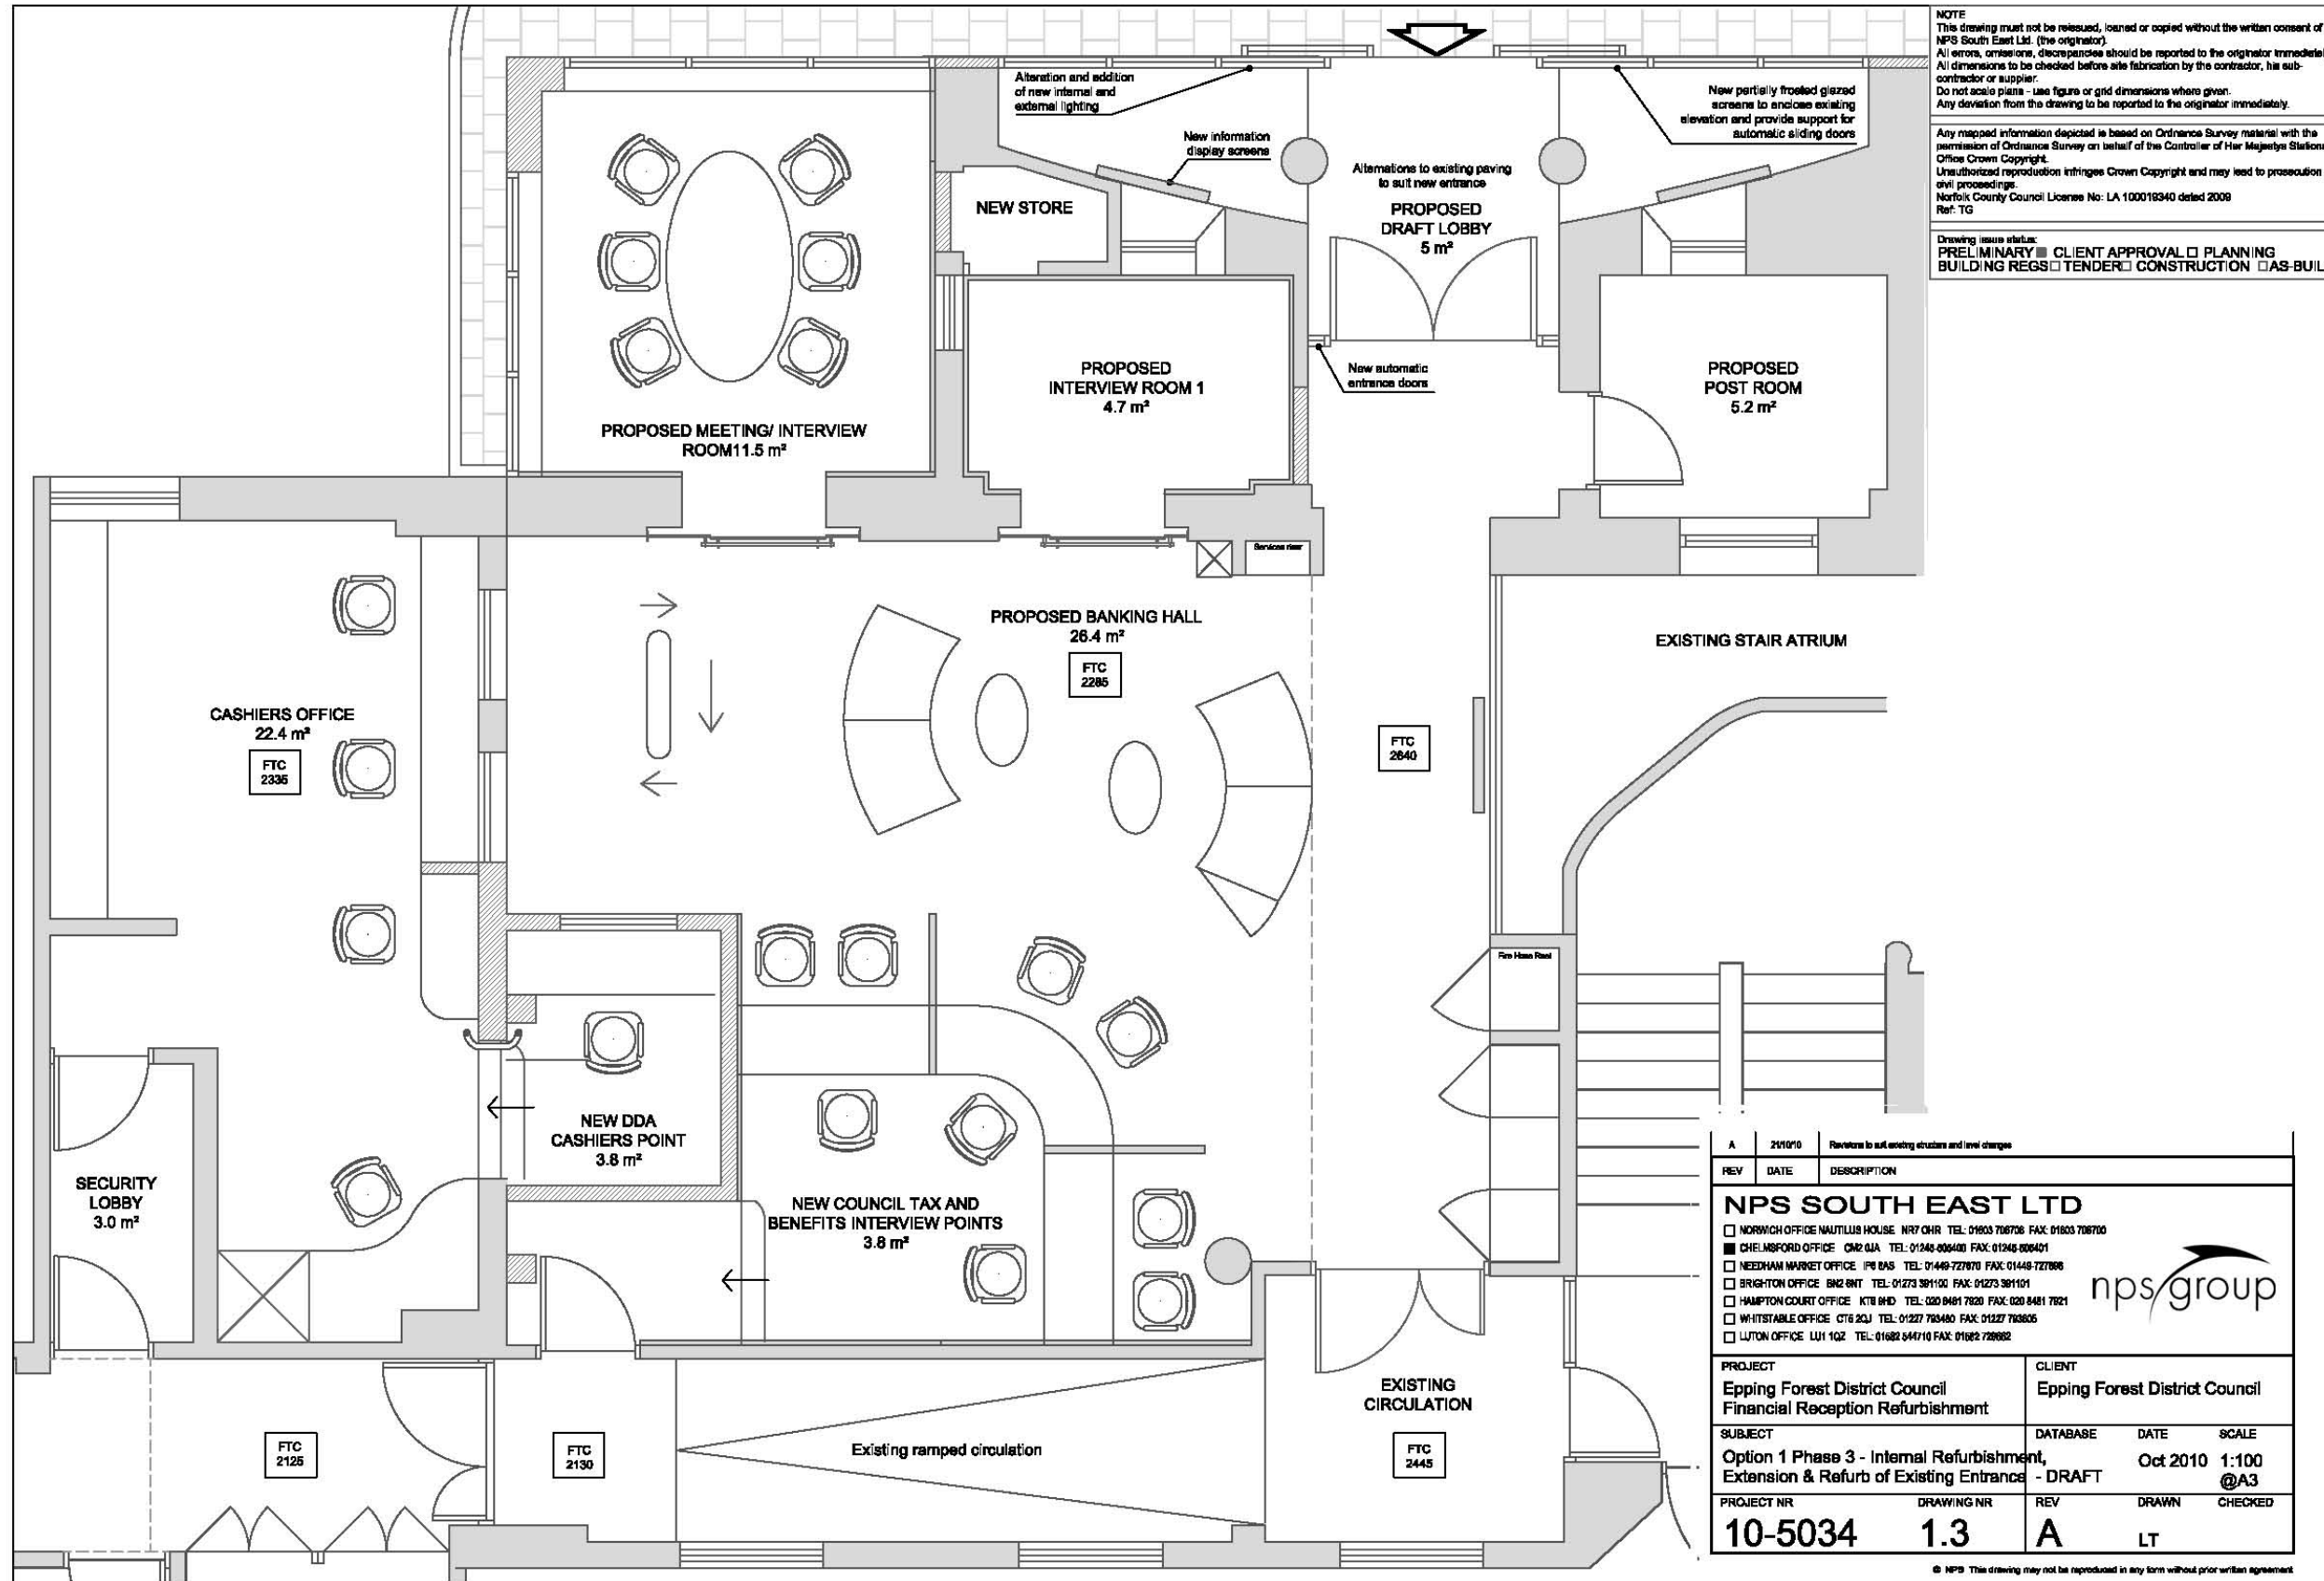 NOTE
This drawing must not be reissued, loaned or copied without the written consent of
NPS South East Ltd. (the originator).
All errors, omissions, discrepancies should be reported to the originator immediatel
All dimensions to be checked before site fabrication by the contractor, his sub-
contractor or supplier.
Do not scale plans - use figure or grid dimensions where given.
Any deviation from the drawing to be reported to the originator immediately.
Any mapped information depicted is based on Ordnance Survey material with the
permission of Ordnance Survey on behalf of the Controller of Her Majestys Station
Office Crown Copyright.
Unauthorized reproduction infringes Crown Copyright and may lead to prosecution
civil proceedings.
Norfolk County Council License No: LA 100019340 dated 2009
Ref: TG
Drawing issue status:
PRELIMINARY CLIENT APPROVAL PLANNING
BUILDING REGS TENDER CONSTRUCTION AS-BUIL
Alteration and addition
of new internal and
external lighting
New information
display screens
New partially frosted glazed
screens to enclose existing
elevation and provide support for
automatic sliding doors
Alternations to existing paving
to suit new entrance
PROPOSED
DRAFT LOBBY
5 m²
NEW STORE
PROPOSED MEETING/ INTERVIEW
ROOM11.5 m²
PROPOSED
INTERVIEW ROOM 1
4.7 m²
New automatic
entrance doors
PROPOSED
POST ROOM
5.2 m²
Services riser
PROPOSED BANKING HALL
26.4 m²
FTC
2285
EXISTING STAIR ATRIUM
CASHIERS OFFICE
22.4 m²
FTC
2335
FTC
2640
Fire Hose Reel
NEW DDA
CASHIERS POINT
3.8 m²
SECURITY
LOBBY
3.0 m²
NEW COUNCIL TAX AND
BENEFITS INTERVIEW POINTS
3.8 m²
EXISTING
CIRCULATION
FTC
2125
FTC
2130
Existing ramped circulation
FTC
2445
A 21/10/10 Revisions to suit existing structure and level changes
REV DATE DESCRIPTION
NPS SOUTH EAST LTD
NORWICH OFFICE NAUTILUS HOUSE NR7 OHR TEL: 01603 706706 FAX: 01603 706700
CHELMSFORD OFFICE CM2 0JA TEL: 01245 506400 FAX: 01245 506401
NEEDHAM MARKET OFFICE IP6 8AS TEL: 01449-727670 FAX: 01449-727898
BRIGHTON OFFICE BN2 6NT TEL: 01273 391100 FAX: 01273 391101
HAMPTON COURT OFFICE KT8 9HD TEL: 020 8481 7920 FAX: 020 8481 7921
WHITSTABLE OFFICE CT5 2QJ TEL: 01227 793480 FAX: 01227 793605
LUTON OFFICE LU1 1QZ TEL: 01582 544710 FAX: 01582 726662
nps group
PROJECT
Epping Forest District Council
Financial Reception Refurbishment
CLIENT
Epping Forest District Council
SUBJECT
Option 1 Phase 3 - Internal Refurbishment,
Extension & Refurb of Existing Entrance - DRAFT
DATABASE DATE SCALE
Oct 2010 1:100
@A3
PROJECT NR DRAWING NR REV DRAWN CHECKED
10-5034 1.3 A LT
© NPS This drawing may not be reproduced in any form without prior written agreement